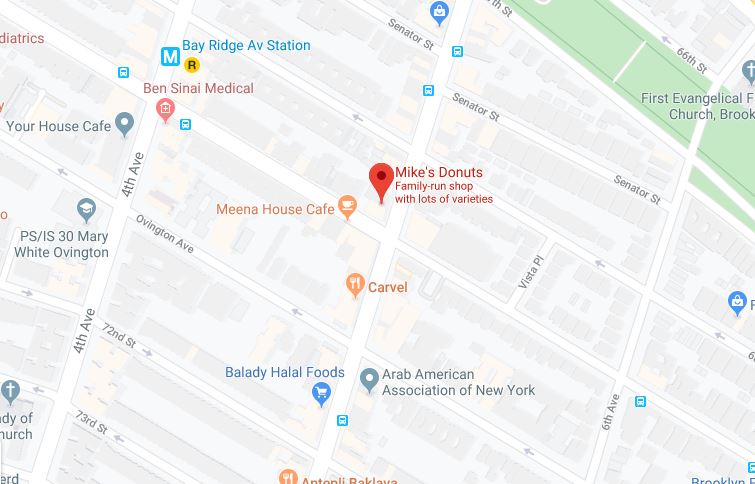 th St
66th St
Senator St
diatrics
M
Bay Ridge Av Station
R
Ben Sinai Medical
Your House Cafe
Senator St
First Evangelical F
Church, Brook
4th Ave
Mike's Donuts
Family-run shop
with lots of varieties
Senator St
Meena House Cafe
o
PS/IS 30 Mary
White Ovington
Ovington Ave
Vista Pl
Carvel
F
4th Ave
72nd St
Balady Halal Foods
Arab American
Association of New York
6
dy of
hurch
73rd St
6th Ave
erd
Antepli Baklava
Brooklyn